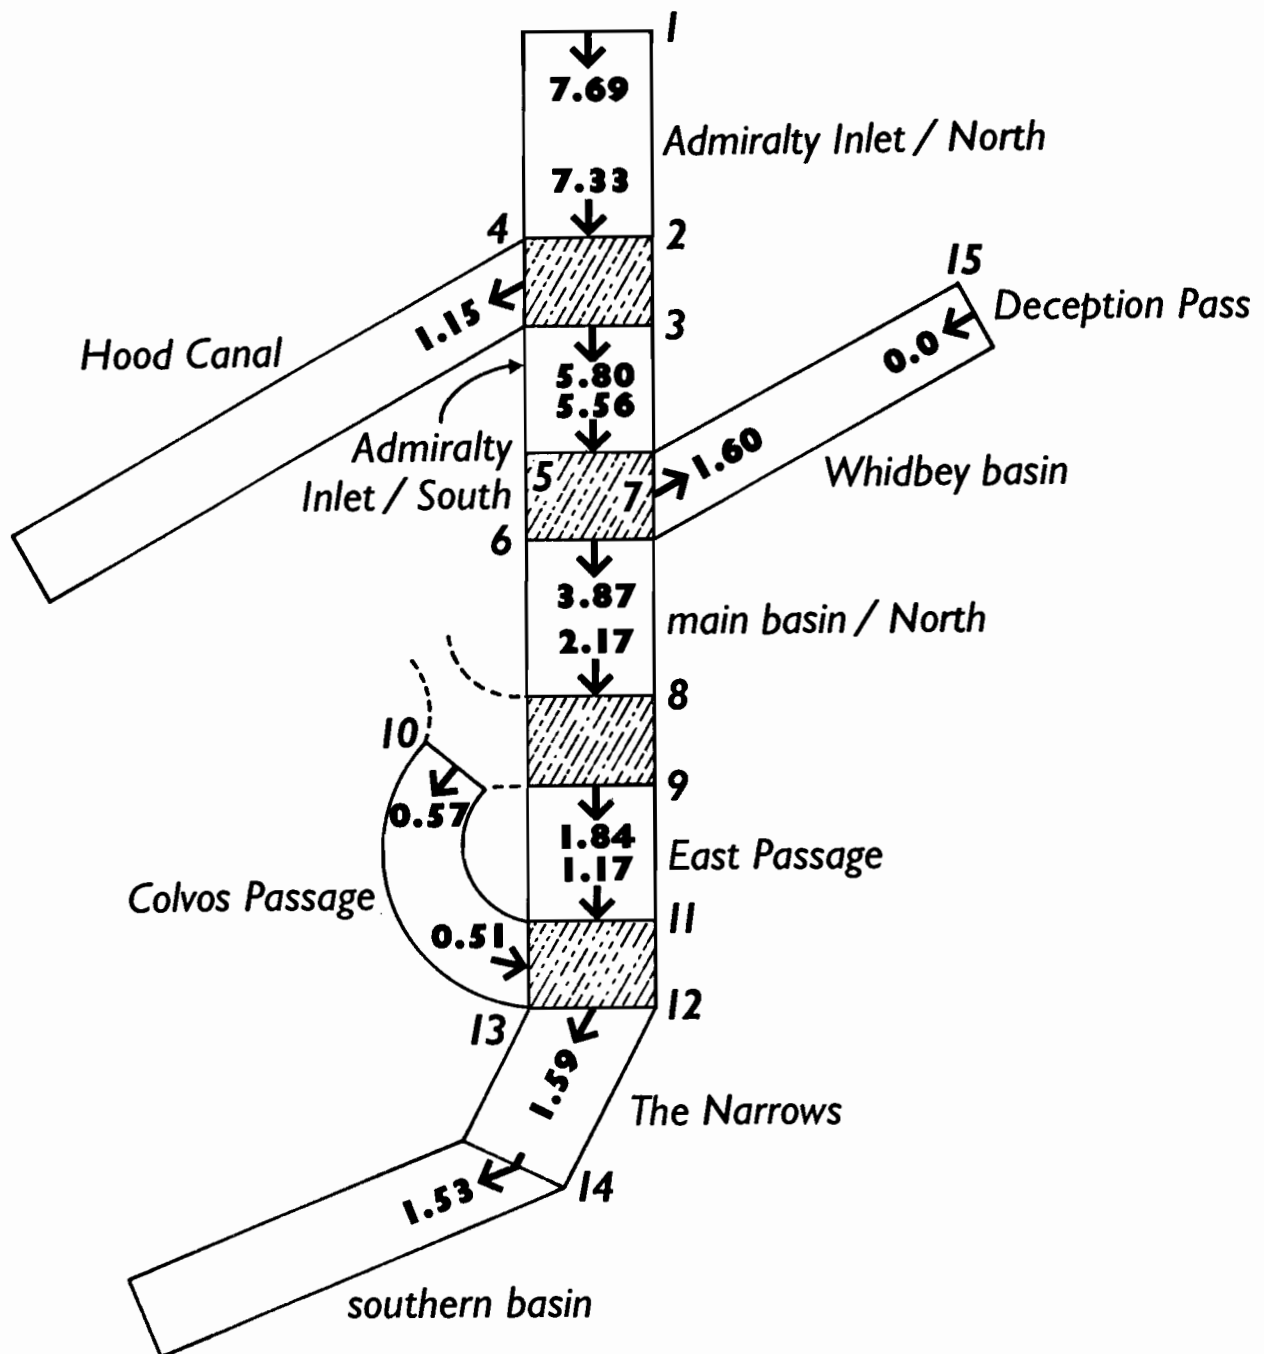 1
7.69
Admiralty Inlet / North
7.33
4
2
15
Deception Pass
1.15
3
0.0
Hood Canal
5.80
5.56
Admiralty
Inlet / South
1.60
Whidbey basin
5
7
6
3.87
main basin / North
2.17
8
10
9
0.57
1.84
1.17
East Passage
Colvos Passage
11
0.51
12
13
1.59
The Narrows
1.53
14
southern basin